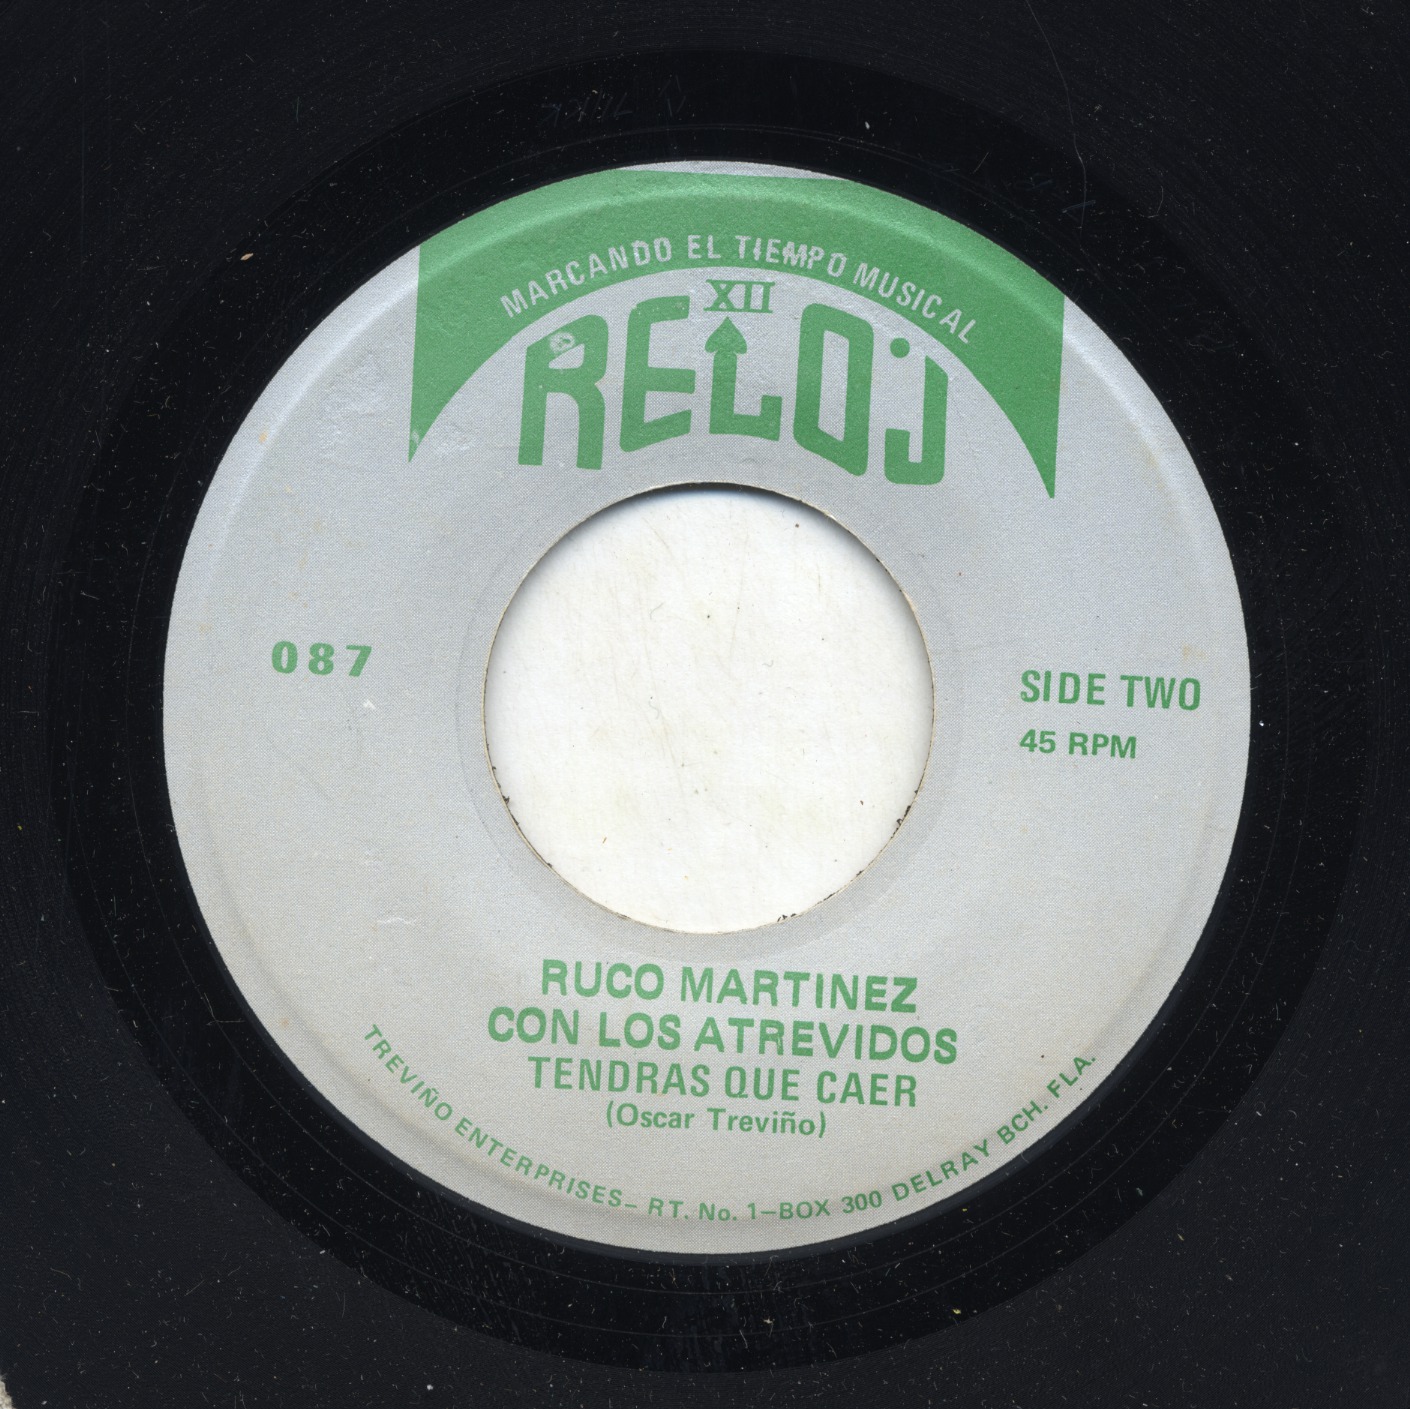 MARCANDO EL TIEMPO MUSICAL
XII
RELOJ
087
SIDE TWO
45 RPM
RUCO MARTINEZ
CON LOS ATREVIDOS
TENDRAS QUE CAER
(Oscar Treviño)
TREVIÑO ENTERPRISES_ RT. No. 1-BOX 300 DELRAY BCH. FLA.